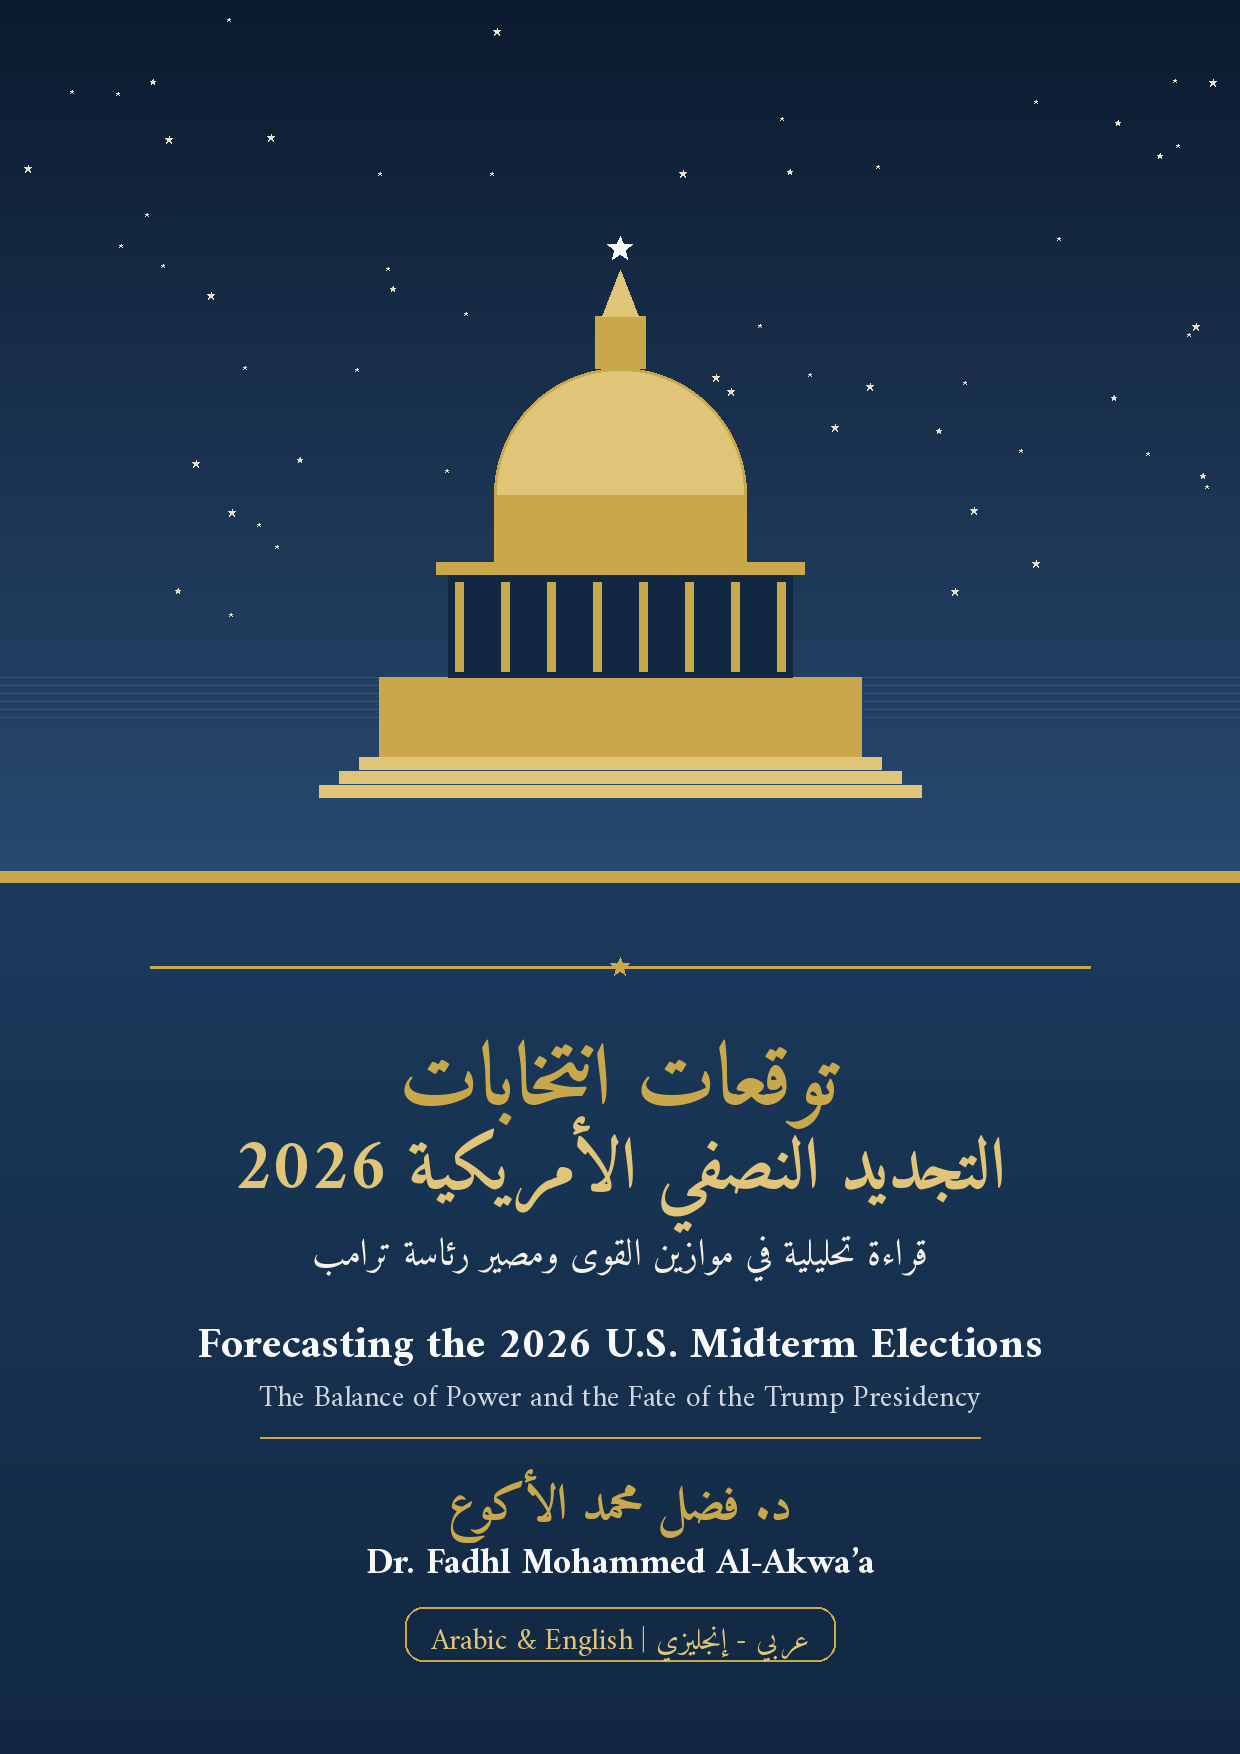 توقعات انتخابات
التجديد النصفي الأمريكية 2026
قراءة تحليلية في موازين القوى ومصير رئاسة ترامب
Forecasting the 2026 U.S. Midterm Elections
The Balance of Power and the Fate of the Trump Presidency
د. فضل محمد الأكوع
Dr. Fadhl Mohammed Al-Akwa’a
عربي - إنجليزي | Arabic & English